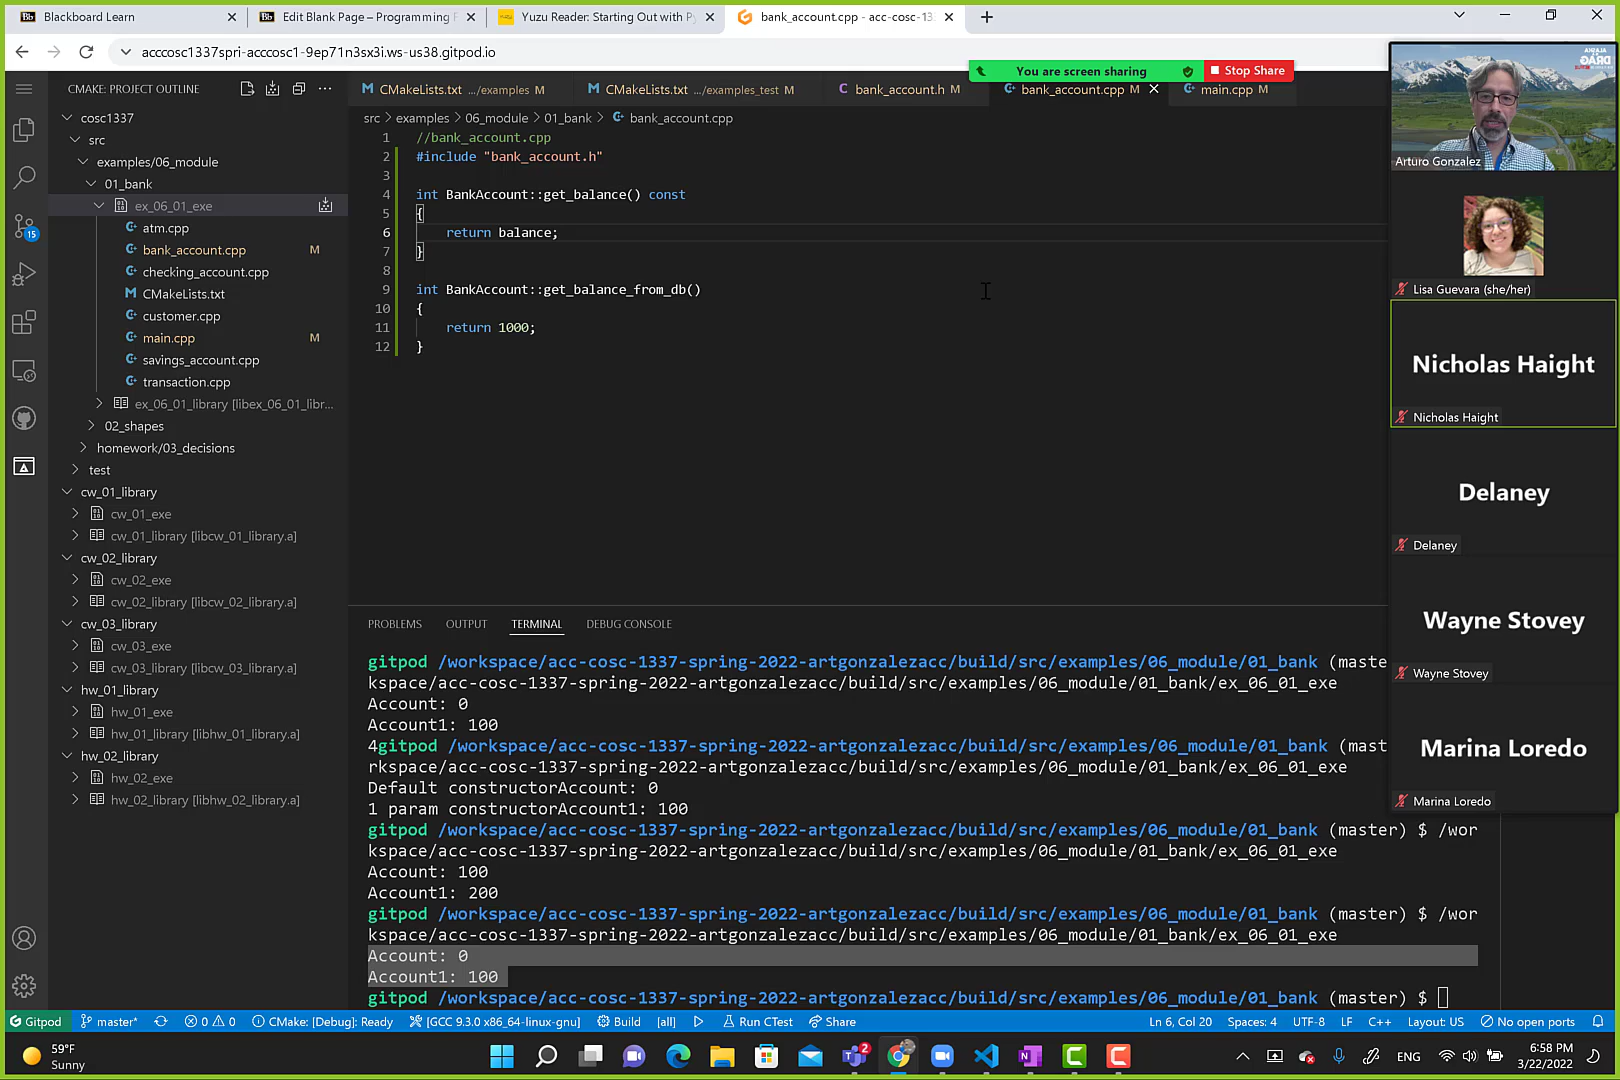 Blackboard Learn
Edit Blank Page – Programming F
Yuzu Reader: Starting Out with Py
bank_account.cpp - acc-cosc-13
acccosc1337spri-acccosc1-9ep71n3sx3i.ws-us38.gitpod.io
You are screen sharing
Stop Share
CMAKE: PROJECT OUTLINE
CMakeLists.txt .../examples M
CMakeLists.txt .../examples_test M
bank_account.h M
bank_account.cpp M
main.cpp M
src > examples > 06_module > 01_bank > bank_account.cpp
cosc1337
src
examples/06_module
01_bank
ex_06_01_exe
atm.cpp
bank_account.cpp M
checking_account.cpp
CMakeLists.txt
customer.cpp
main.cpp M
savings_account.cpp
transaction.cpp
ex_06_01_library [libex_06_01_libr...
02_shapes
homework/03_decisions
test
cw_01_library
cw_01_exe
cw_01_library [libcw_01_library.a]
cw_02_library
cw_02_exe
cw_02_library [libcw_02_library.a]
cw_03_library
cw_03_exe
cw_03_library [libcw_03_library.a]
hw_01_library
hw_01_exe
hw_01_library [libhw_01_library.a]
hw_02_library
hw_02_exe
hw_02_library [libhw_02_library.a]
15
1 //bank_account.cpp
2 #include "bank_account.h"
3
4 int BankAccount::get_balance() const
5 {
6 return balance;
7 }
8
9 int BankAccount::get_balance_from_db()
10 {
11 return 1000;
12 }
PROBLEMS OUTPUT TERMINAL DEBUG CONSOLE
gitpod /workspace/acc-cosc-1337-spring-2022-artgonzalezacc/build/src/examples/06_module/01_bank (maste
kspace/acc-cosc-1337-spring-2022-artgonzalezacc/build/src/examples/06_module/01_bank/ex_06_01_exe
Account: 0
Account1: 100
4gitpod /workspace/acc-cosc-1337-spring-2022-artgonzalezacc/build/src/examples/06_module/01_bank (mast
rkspace/acc-cosc-1337-spring-2022-artgonzalezacc/build/src/examples/06_module/01_bank/ex_06_01_exe
Default constructorAccount: 0
1 param constructorAccount1: 100
gitpod /workspace/acc-cosc-1337-spring-2022-artgonzalezacc/build/src/examples/06_module/01_bank (master) $ /wor
kspace/acc-cosc-1337-spring-2022-artgonzalezacc/build/src/examples/06_module/01_bank/ex_06_01_exe
Account: 100
Account1: 200
gitpod /workspace/acc-cosc-1337-spring-2022-artgonzalezacc/build/src/examples/06_module/01_bank (master) $ /wor
kspace/acc-cosc-1337-spring-2022-artgonzalezacc/build/src/examples/06_module/01_bank/ex_06_01_exe
Account: 0
Account1: 100
gitpod /workspace/acc-cosc-1337-spring-2022-artgonzalezacc/build/src/examples/06_module/01_bank (master) $
Arturo Gonzalez
Lisa Guevara (she/her)
Nicholas Haight
Nicholas Haight
Delaney
Delaney
Wayne Stovey
Wayne Stovey
Marina Loredo
Marina Loredo
Gitpod master* 0 0 CMake: [Debug]: Ready [GCC 9.3.0 x86_64-linux-gnu] Build [all] Run CTest Share Ln 6, Col 20 Spaces: 4 UTF-8 LF C++ Layout: US No open ports
59°F
Sunny
2
ENG
6:58 PM
3/22/2022